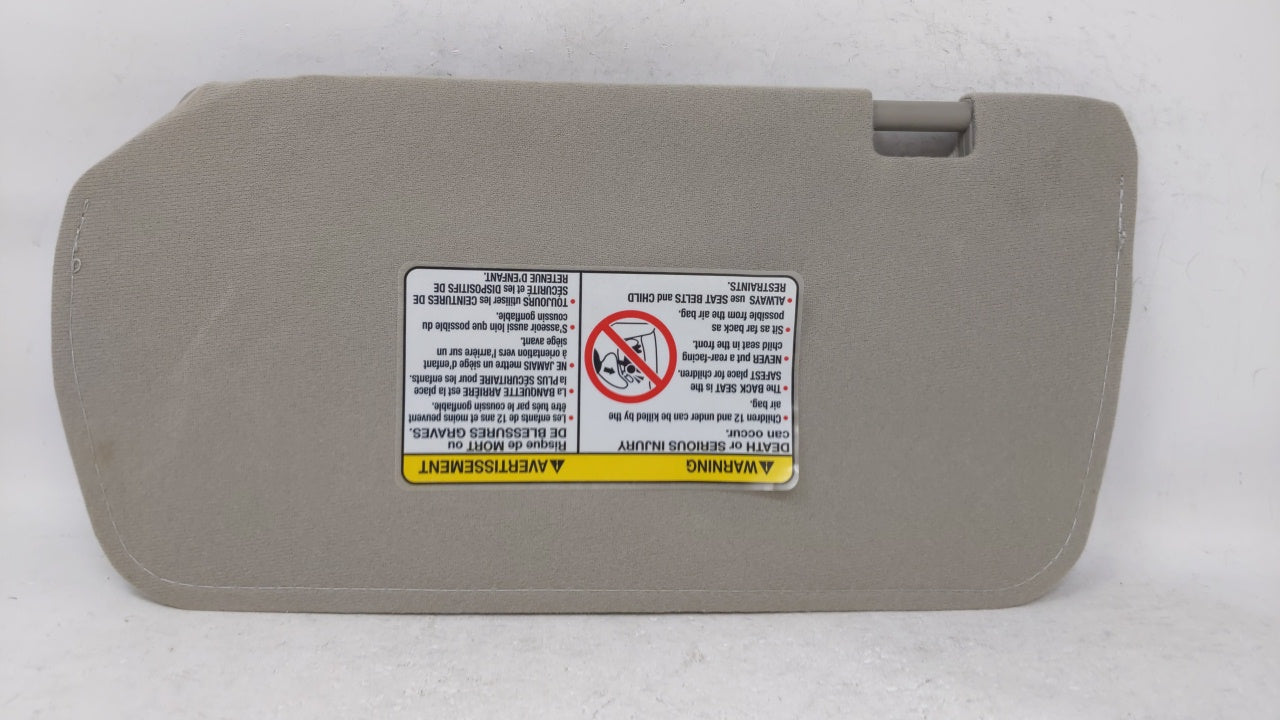 ⚠WARNING
DEATH or SERIOUS INJURY
can occur.
• Children 12 and under can be killed by the
air bag.
• The BACK SEAT is the
SAFEST place for children.
• NEVER put a rear-facing
child seat in the front.
• Sit as far back as
possible from the air bag.
• ALWAYS use SEAT BELTS and CHILD
RESTRAINTS.
⚠AVERTISSEMENT
Risque de MORT ou
DE BLESSURES GRAVES.
• Les enfants de 12 ans et moins peuvent
être tués par le coussin gonflable.
• La BANQUETTE ARRIÈRE est la place
la PLUS SÉCURITAIRE pour les enfants.
• NE JAMAIS mettre un siège d'enfant
à orientation vers l'arrière sur un
siège avant.
• S'asseoir aussi loin que possible du
coussin gonflable.
• TOUJOURS utiliser les CEINTURES DE
SÉCURITÉ et les DISPOSITIFS DE
RETENUE D'ENFANT.